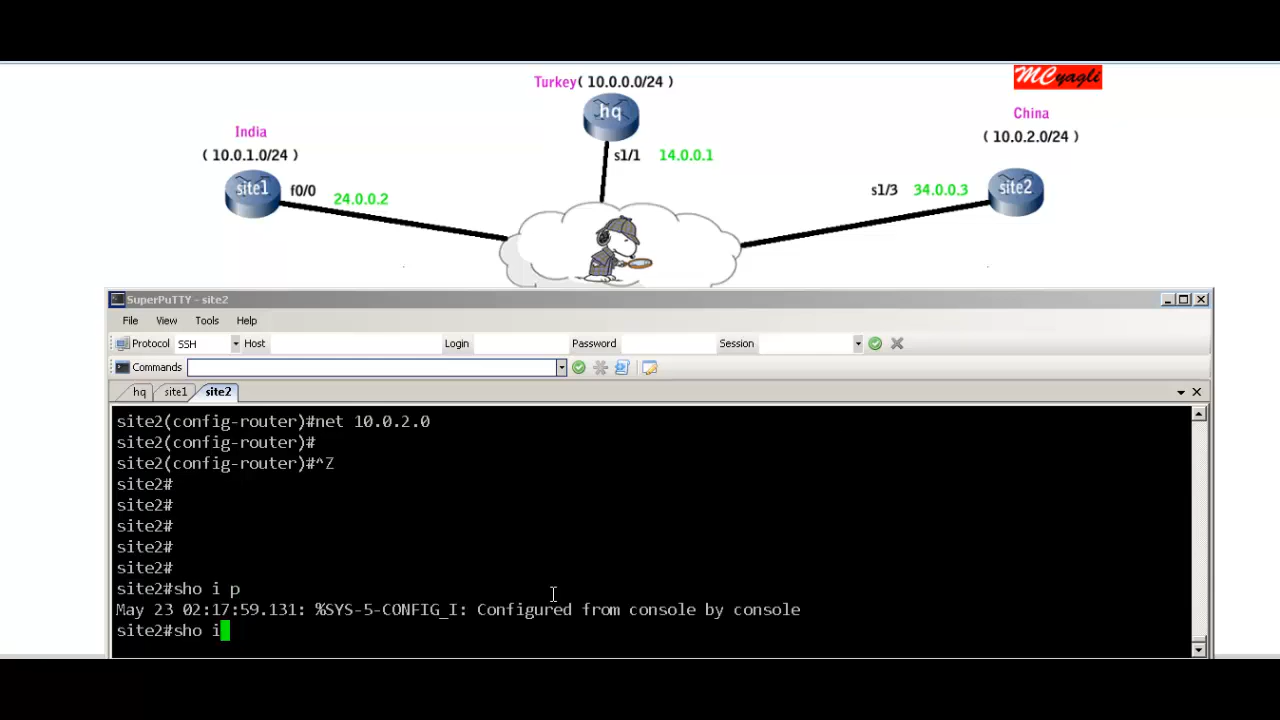 MCyagli
Turkey( 10.0.0.0/24 )
hq
China
India
( 10.0.2.0/24 )
( 10.0.1.0/24 )
s1/1 14.0.0.1
site1 f0/0 24.0.0.2
s1/3 34.0.0.3 site2
SuperPuTTY - site2
File View Tools Help
Protocol SSH Host Login Password Session
Commands
hq site1 site2
site2(config-router)#net 10.0.2.0
site2(config-router)#
site2(config-router)#^Z
site2#
site2#
site2#
site2#
site2#
site2#sho i p
May 23 02:17:59.131: %SYS-5-CONFIG_I: Configured from console by console
site2#sho i